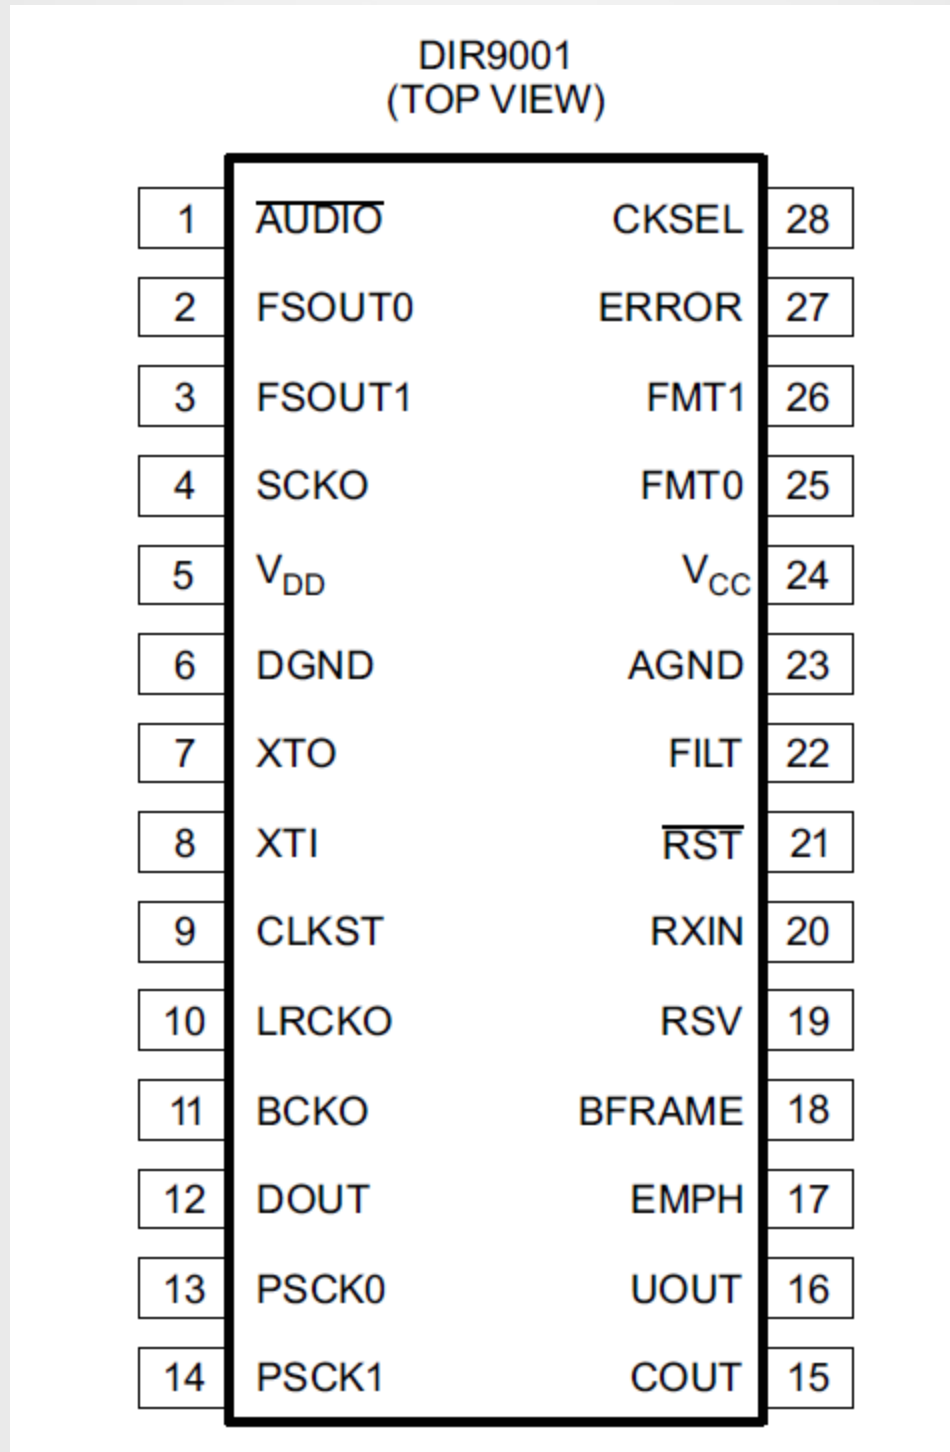 DIR9001
(TOP VIEW)
1 AUDIO CKSEL 28
2 FSOUT0 ERROR 27
3 FSOUT1 FMT1 26
4 SCKO FMT0 25
5 VDD VCC 24
6 DGND AGND 23
7 XTO FILT 22
8 XTI RST 21
9 CLKST RXIN 20
10 LRCKO RSV 19
11 BCKO BFRAME 18
12 DOUT EMPH 17
13 PSCK0 UOUT 16
14 PSCK1 COUT 15